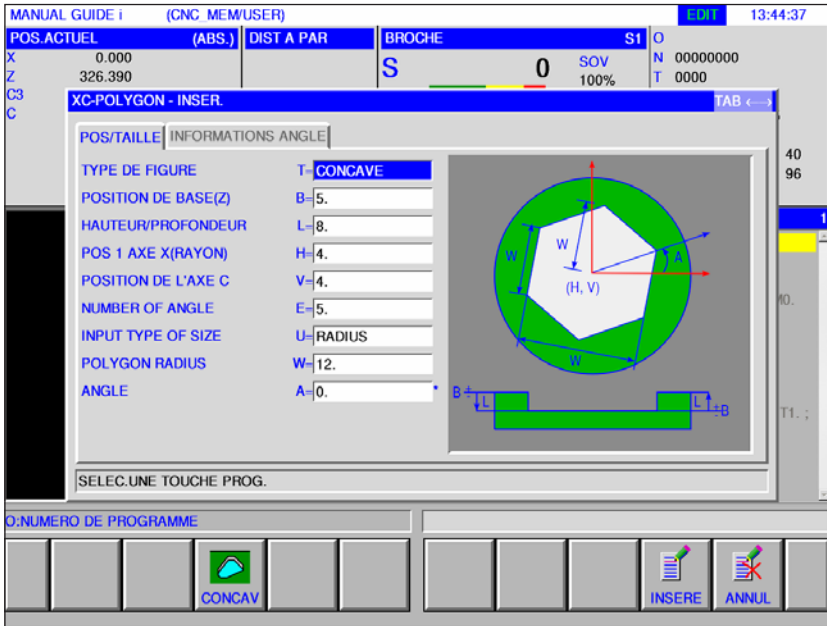 MANUAL GUIDE i (CNC_MEM/USER) EDIT 13:44:37
POS.ACTUEL (ABS.) DIST A PAR BROCHE S1 O
X 0.000 S 0 SOV N 00000000
Z 326.390 100% T 0000
C3
C
XC-POLYGON - INSER. TAB ←→
POS/TAILLE INFORMATIONS ANGLE
TYPE DE FIGURE T=CONCAVE
POSITION DE BASE(Z) B=5.
HAUTEUR/PROFONDEUR L=8.
POS 1 AXE X(RAYON) H=4.
POSITION DE L'AXE C V=4.
NUMBER OF ANGLE E=5.
INPUT TYPE OF SIZE U=RADIUS
POLYGON RADIUS W=12.
ANGLE A=0. *
W
W
A
(H, V)
W
B ± L L ±B
40
96
1
M0.
T1. ;
SELEC.UNE TOUCHE PROG.
O:NUMERO DE PROGRAMME
CONCAV INSERE ANNUL